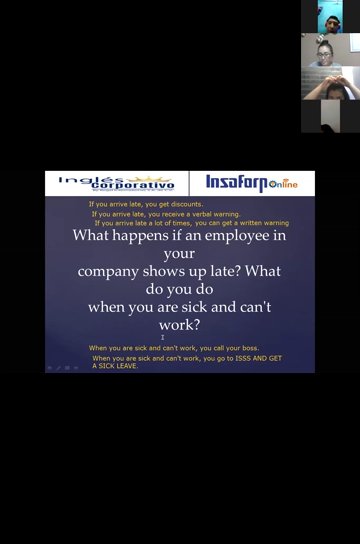 Inglés
Corporativo
Insaforp Online
If you arrive late, you get discounts.
If you arrive late, you receive a verbal warning.
If you arrive late a lot of times, you can get a written warning
What happens if an employee in
your
company shows up late? What
do you do
when you are sick and can't
work?
When you are sick and can't work, you call your boss.
When you are sick and can't work, you go to ISSS AND GET
A SICK LEAVE.